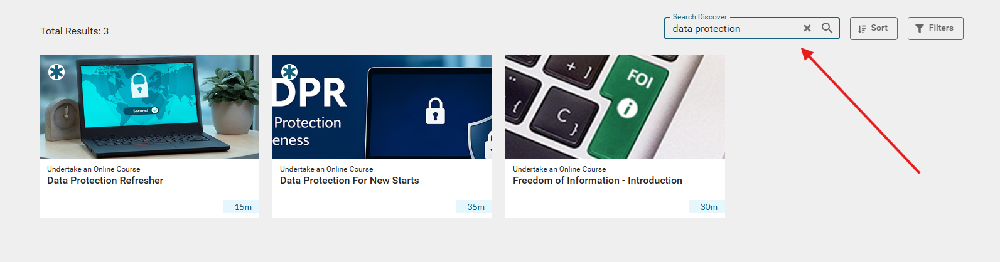 Search Discover
Total Results: 3
data protection
Sort
Filters
Secured
DPR
Protection
eness
FOI
i
+ ]
{
C }
Undertake an Online Course
Data Protection Refresher
15m
Undertake an Online Course
Data Protection For New Starts
35m
Undertake an Online Course
Freedom of Information - Introduction
30m